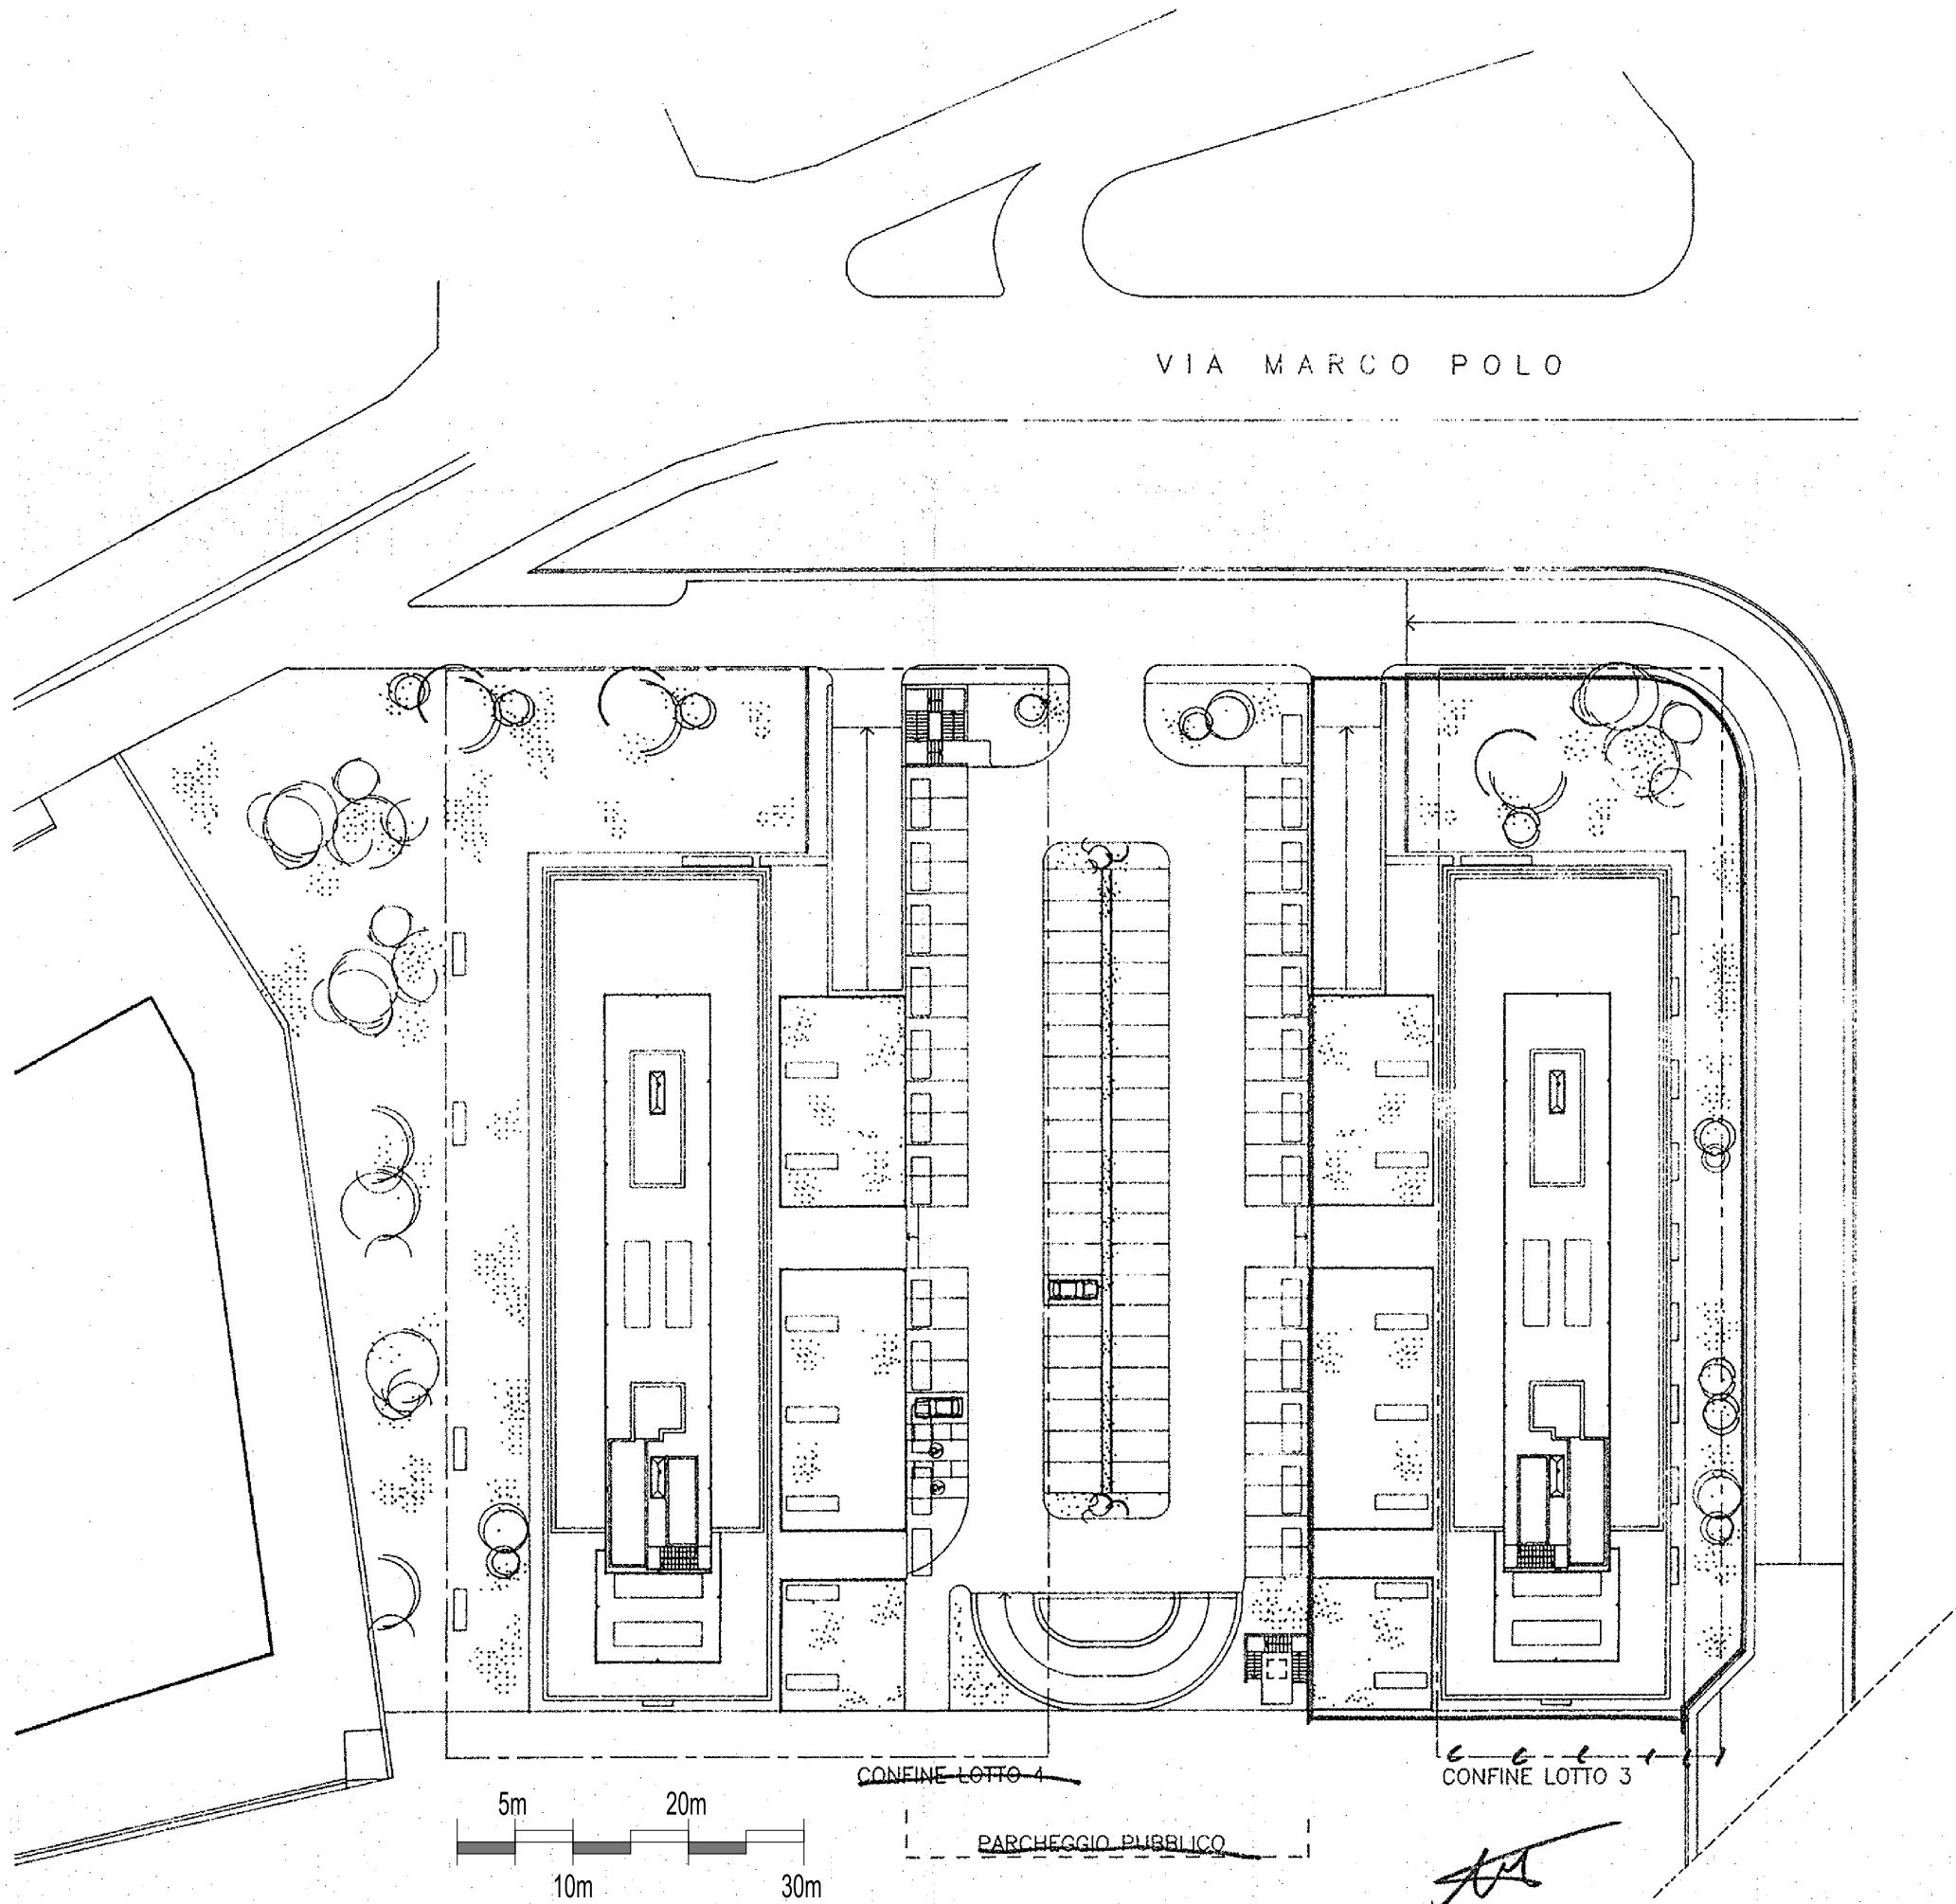 VIA MARCO POLO
CONFINE LOTTO 4
CONFINE LOTTO 3
5m 20m
PARCHEGGIO PUBBLICO
10m 30m